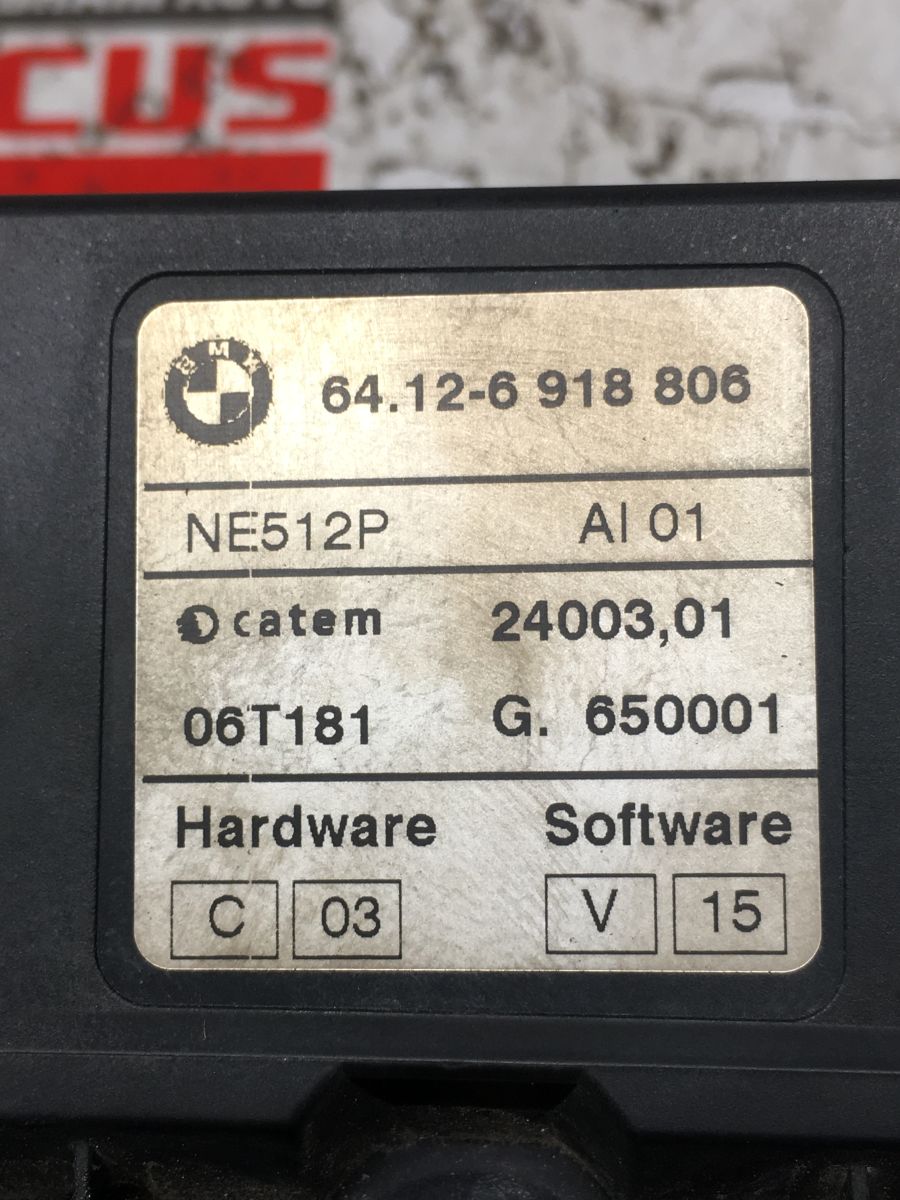 CUS
BMW
64.12-6 918 806
NE512P AI 01
catem 24003,01
06T181 G. 650001
Hardware Software
C 03 V 15